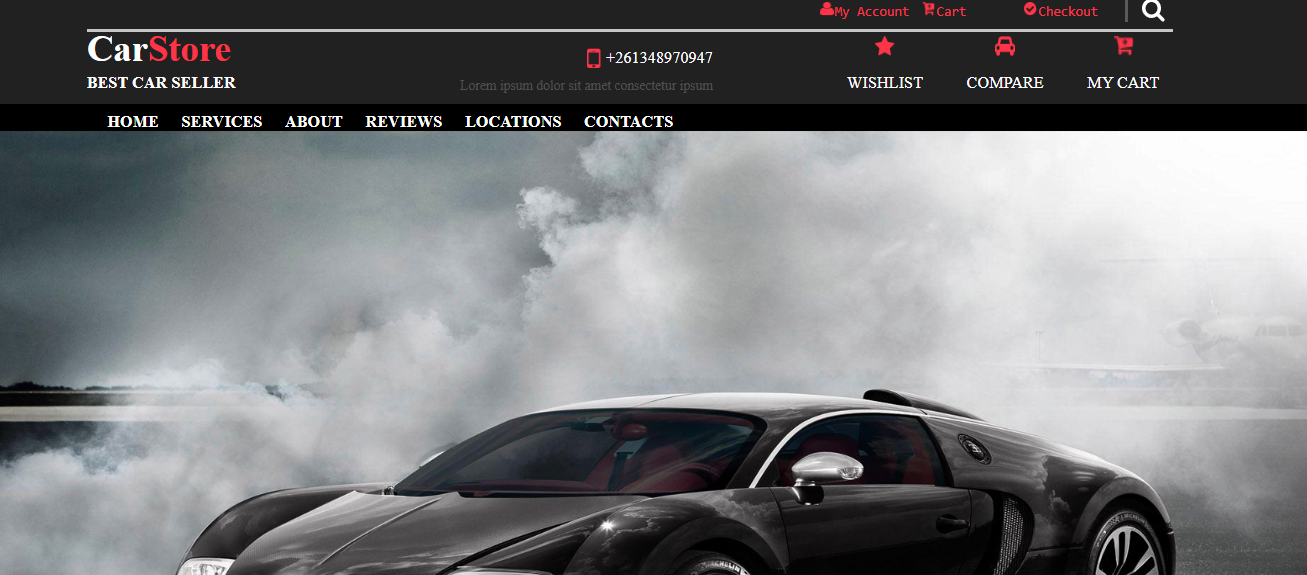 My Account Cart Checkout
CarStore
+261348970947
BEST CAR SELLER
Lorem ipsum dolor sit amet consectetur ipsum
WISHLIST COMPARE MY CART
HOME SERVICES ABOUT REVIEWS LOCATIONS CONTACTS
MICHELIN